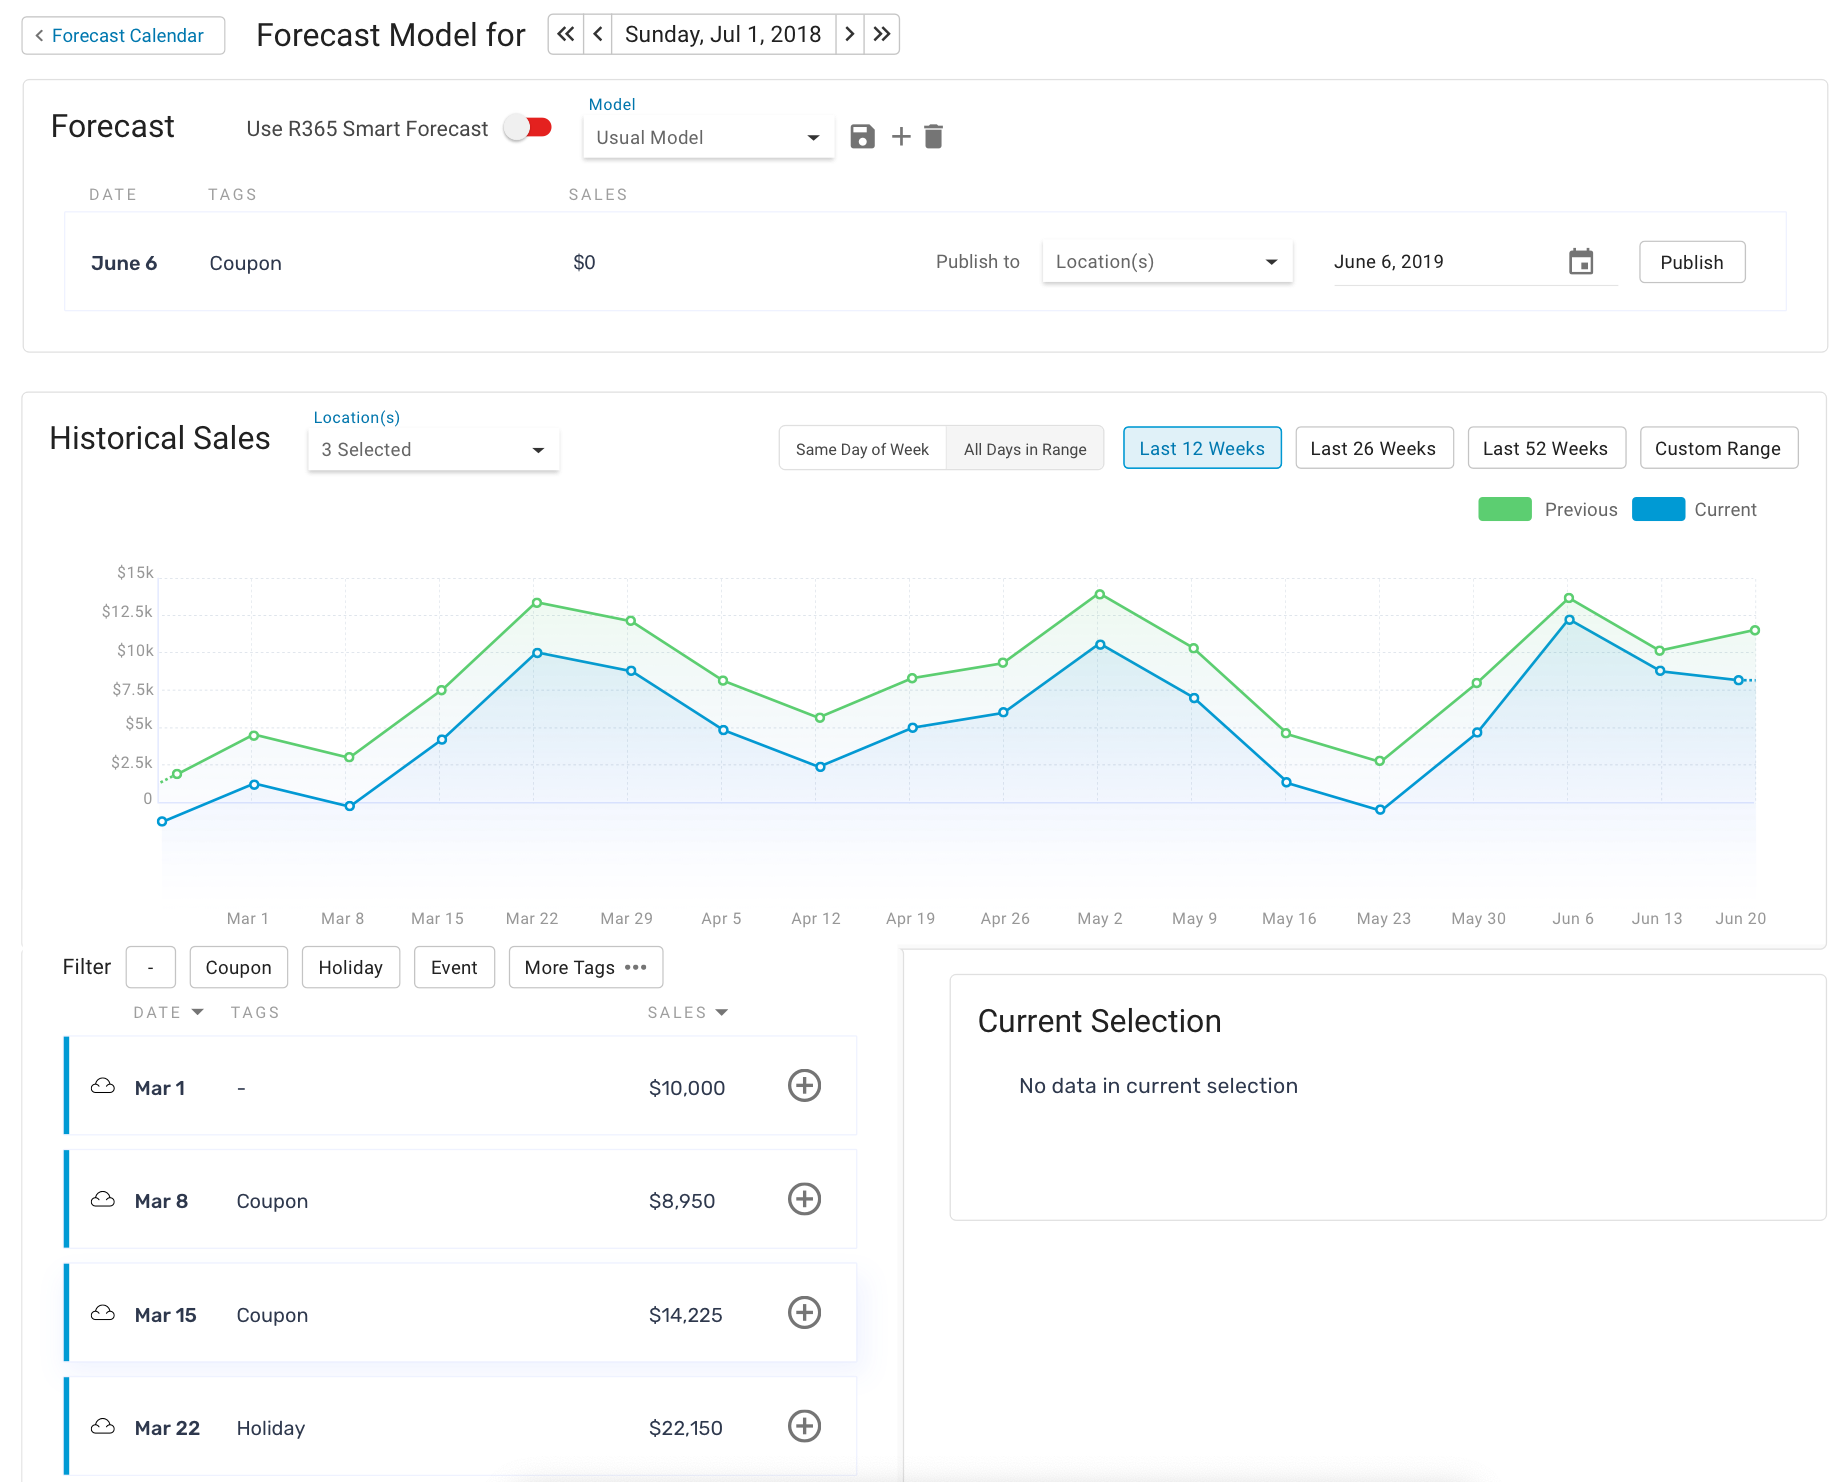 Forecast Calendar
Forecast Model for
Sunday, Jul 1, 2018
Forecast
Use R365 Smart Forecast
Model
Usual Model
DATE TAGS SALES
June 6 Coupon $0 Publish to Location(s) June 6, 2019 Publish
Historical Sales
Location(s)
3 Selected
Same Day of Week All Days in Range Last 12 Weeks Last 26 Weeks Last 52 Weeks Custom Range
Previous Current
$15k
$12.5k
$10k
$7.5k
$5k
$2.5k
0
Mar 1 Mar 8 Mar 15 Mar 22 Mar 29 Apr 5 Apr 12 Apr 19 Apr 26 May 2 May 9 May 16 May 23 May 30 Jun 6 Jun 13 Jun 20
Filter - Coupon Holiday Event More Tags •••
DATE TAGS SALES
Mar 1 - $10,000
Mar 8 Coupon $8,950
Mar 15 Coupon $14,225
Mar 22 Holiday $22,150
Current Selection
No data in current selection